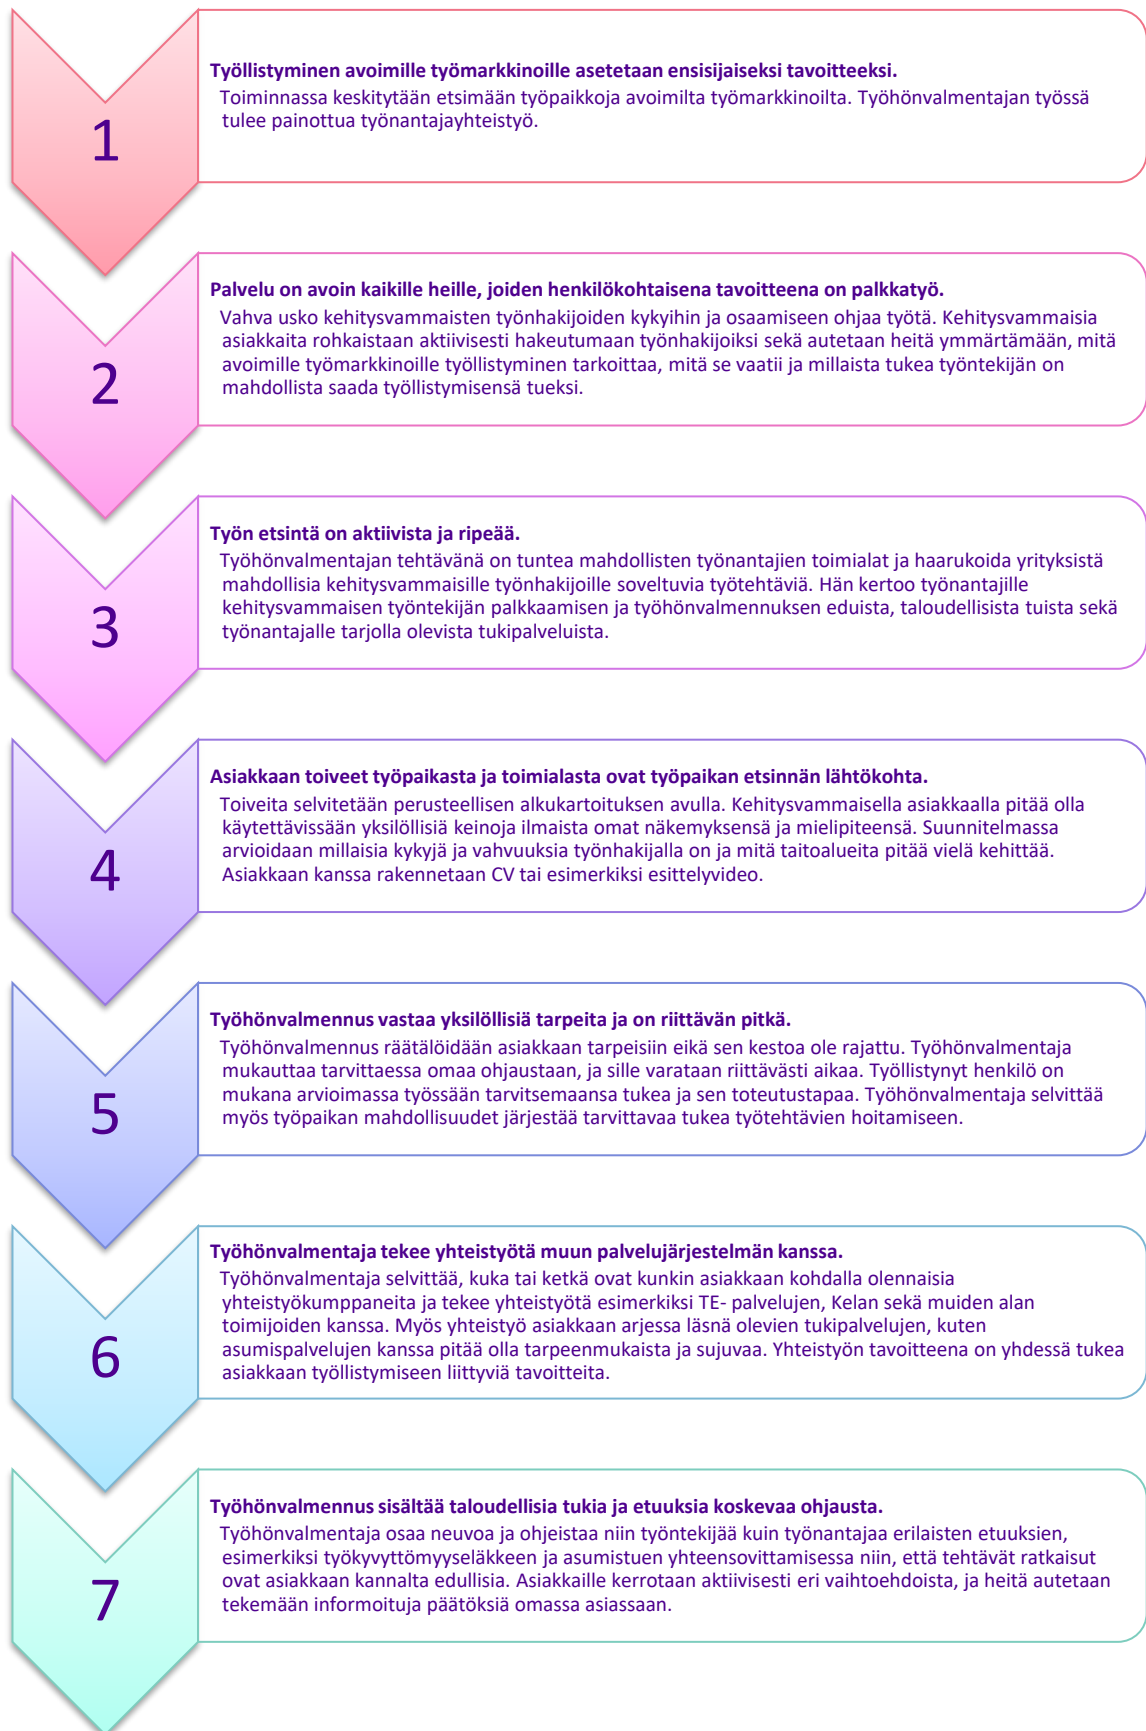 1
Työllistyminen avoimille työmarkkinoille asetetaan ensisijaiseksi tavoitteeksi.
Toiminnassa keskitytään etsimään työpaikkoja avoimilta työmarkkinoilta. Työhönvalmentajan työssä
tulee painottua työnantajayhteistyö.
2
Palvelu on avoin kaikille heille, joiden henkilökohtaisena tavoitteena on palkkatyö.
Vahva usko kehitysvammaisten työnhakijoiden kykyihin ja osaamiseen ohjaa työtä. Kehitysvammaisia
asiakkaita rohkaistaan aktiivisesti hakeutumaan työnhakijoiksi sekä autetaan heitä ymmärtämään, mitä
avoimille työmarkkinoille työllistyminen tarkoittaa, mitä se vaatii ja millaista tukea työntekijän on
mahdollista saada työllistymisensä tueksi.
3
Työn etsintä on aktiivista ja ripeää.
Työhönvalmentajan tehtävänä on tuntea mahdollisten työnantajien toimialat ja haarukoida yrityksistä
mahdollisia kehitysvammaisille työnhakijoille soveltuvia työtehtäviä. Hän kertoo työnantajille
kehitysvammaisen työntekijän palkkaamisen ja työhönvalmennuksen eduista, taloudellisista tuista sekä
työnantajalle tarjolla olevista tukipalveluista.
4
Asiakkaan toiveet työpaikasta ja toimialasta ovat työpaikan etsinnän lähtökohta.
Toiveita selvitetään perusteellisen alkukartoituksen avulla. Kehitysvammaisella asiakkaalla pitää olla
käytettävissään yksilöllisiä keinoja ilmaista omat näkemyksensä ja mielipiteensä. Suunnitelmassa
arvioidaan millaisia kykyjä ja vahvuuksia työnhakijalla on ja mitä taitoalueita pitää vielä kehittää.
Asiakkaan kanssa rakennetaan CV tai esimerkiksi esittelyvideo.
5
Työhönvalmennus vastaa yksilöllisiä tarpeita ja on riittävän pitkä.
Työhönvalmennus räätälöidään asiakkaan tarpeisiin eikä sen kestoa ole rajattu. Työhönvalmentaja
mukauttaa tarvittaessa omaa ohjaustaan, ja sille varataan riittävästi aikaa. Työllistynyt henkilö on
mukana arvioimassa työssään tarvitsemaansa tukea ja sen toteutustapaa. Työhönvalmentaja selvittää
myös työpaikan mahdollisuudet järjestää tarvittavaa tukea työtehtävien hoitamiseen.
6
Työhönvalmentaja tekee yhteistyötä muun palvelujärjestelmän kanssa.
Työhönvalmentaja selvittää, kuka tai ketkä ovat kunkin asiakkaan kohdalla olennaisia
yhteistyökumppaneita ja tekee yhteistyötä esimerkiksi TE- palvelujen, Kelan sekä muiden alan
toimijoiden kanssa. Myös yhteistyö asiakkaan arjessa läsnä olevien tukipalvelujen, kuten
asumispalvelujen kanssa pitää olla tarpeenmukaista ja sujuvaa. Yhteistyön tavoitteena on yhdessä tukea
asiakkaan työllistymiseen liittyviä tavoitteita.
7
Työhönvalmennus sisältää taloudellisia tukia ja etuuksia koskevaa ohjausta.
Työhönvalmentaja osaa neuvoa ja ohjeistaa niin työntekijää kuin työnantajaa erilaisten etuuksien,
esimerkiksi työkyvyttömyyseläkkeen ja asumistuen yhteensovittamisessa niin, että tehtävät ratkaisut
ovat asiakkaan kannalta edullisia. Asiakkaille kerrotaan aktiivisesti eri vaihtoehdoista, ja heitä autetaan
tekemään informoituja päätöksiä omassa asiassaan.